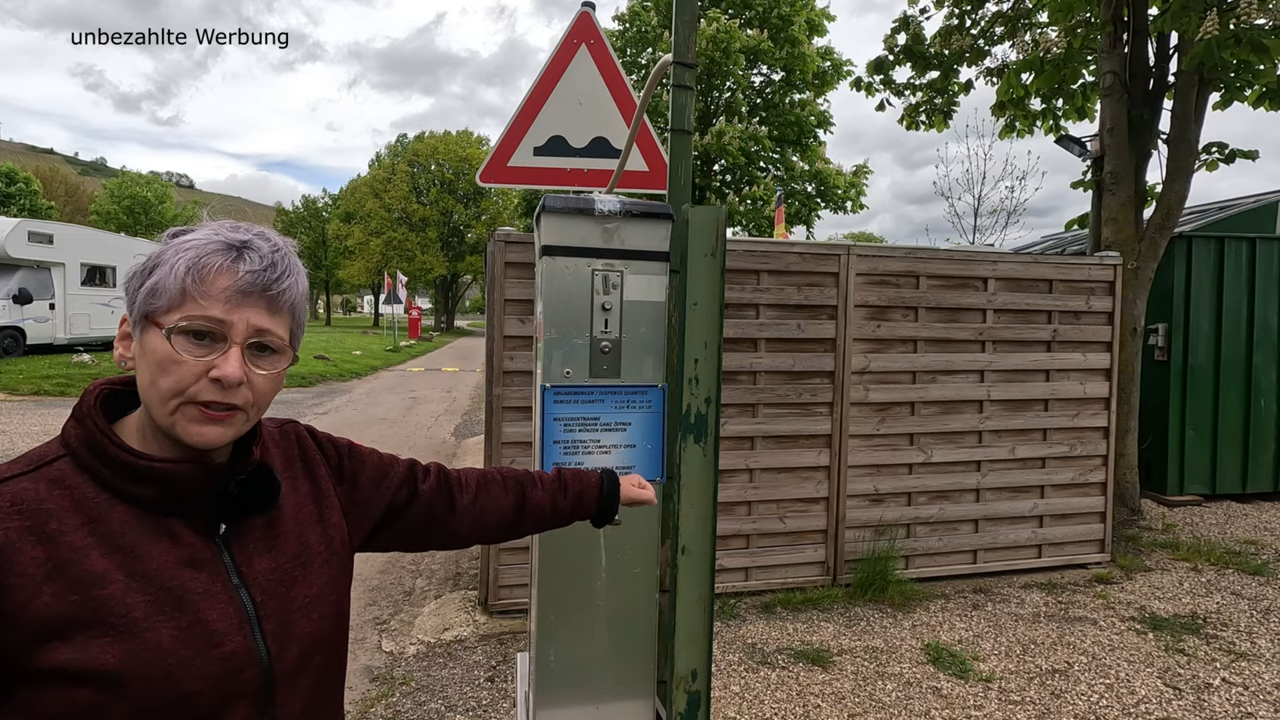 unbezahlte Werbung
ABGABEMENGEN / DISPENSE QUANTITIES
REMISE DE QUANTITE
WASSERENTNAHME
• WASSERHAHN GANZ ÖFFNEN
• EURO MÜNZEN EINWERFEN
WATER EXTRACTION
• WATER TAP COMPLETELY OPEN
• INSERT EURO COINS
PRISE D' EAU
ROBINET